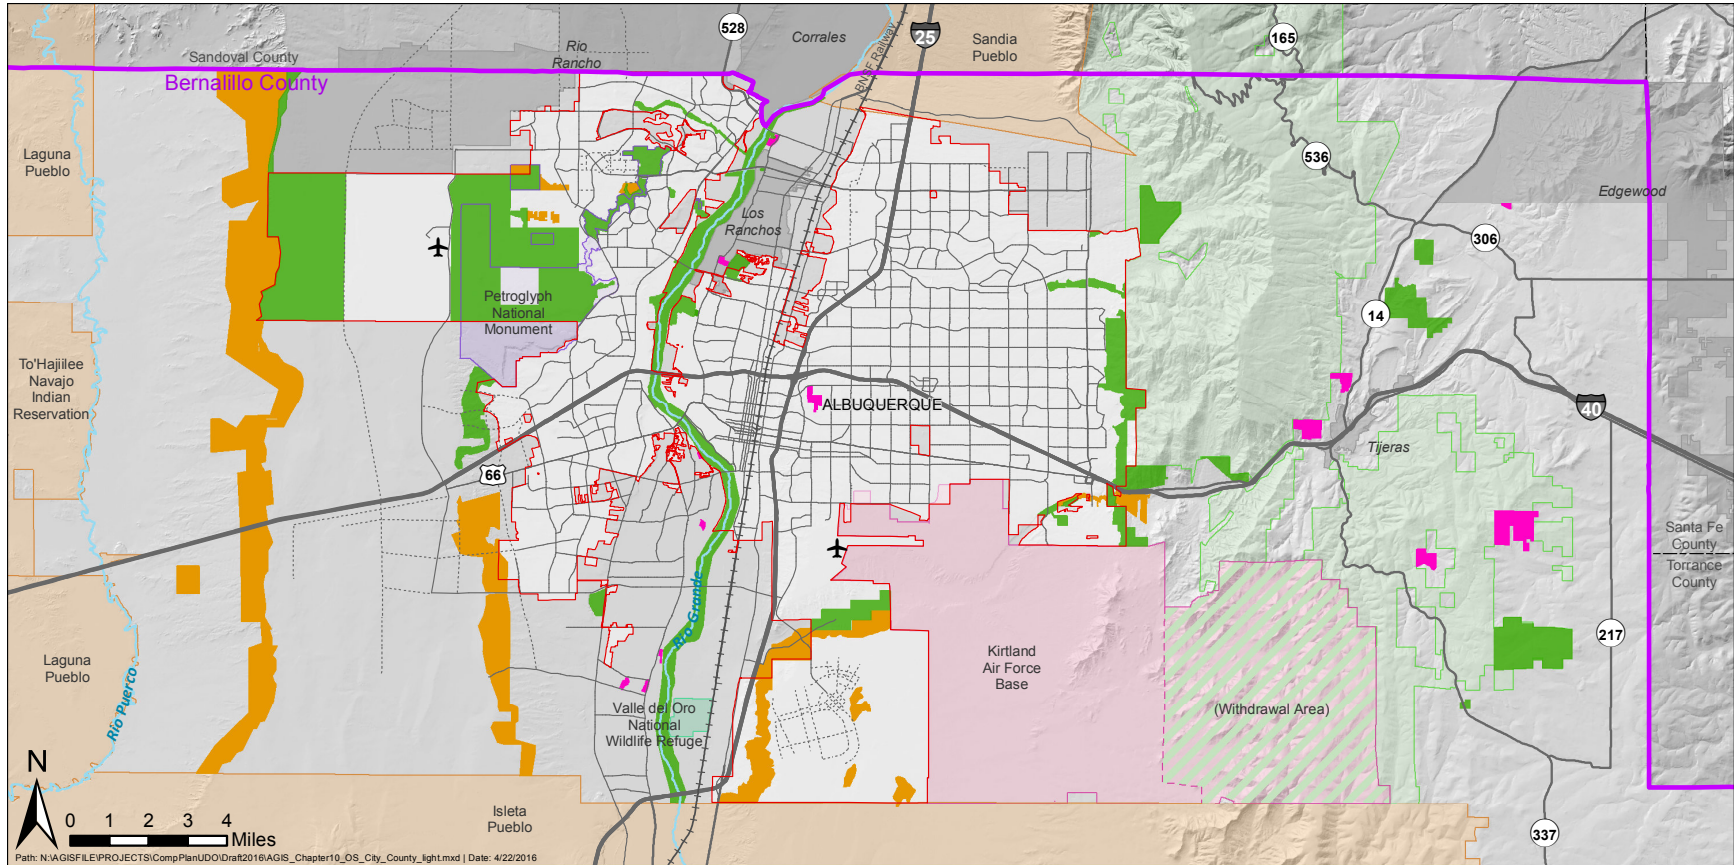 528
Corrales
25
165
Sandoval County
Rio
Rancho
BNSF Railway
Sandia
Pueblo
Bernalillo County
Laguna
Pueblo
536
Edgewood
Los
Ranchos
306
Petroglyph
National
Monument
14
To'Hajiilee
Navajo
Indian
Reservation
ALBUQUERQUE
40
Tijeras
66
Santa Fe
County
Torrance
County
Rio Grande
217
Kirtland
Air Force
Base
Laguna
Pueblo
Rio Puerco
Valle del Oro
National
Wildlife Refuge
(Withdrawal Area)
N
Isleta
Pueblo
0 1 2 3 4
Miles
337
Path: N:\AGISFILE\PROJECTS\CompPlanUDO\Draft2016\AGIS_Chapter10_OS_City_County_light.mxd | Date: 4/22/2016